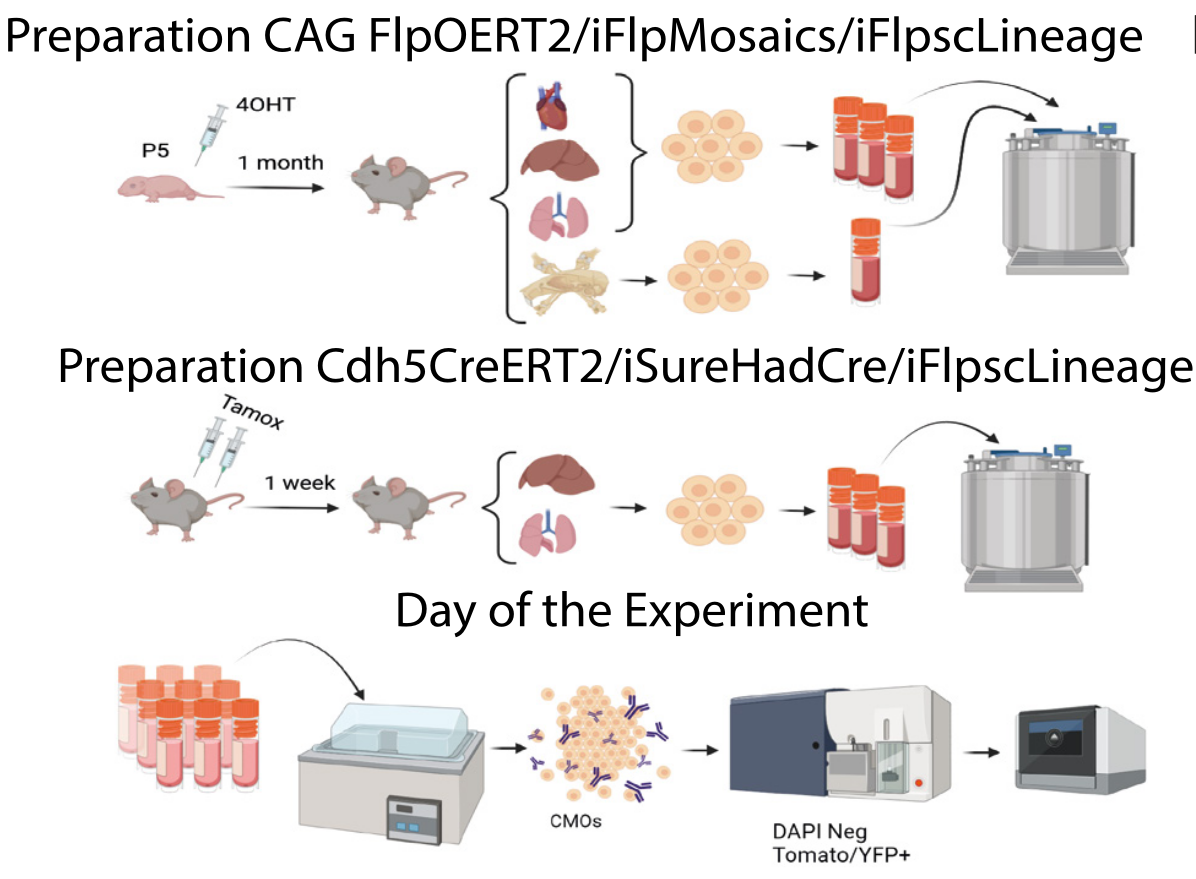 Preparation CAG FlpOERT2/iFlpMosaics/iFlpscLineage
4OHT
P5
1 month
Preparation Cdh5CreERT2/iSureHadCre/iFlpscLineage
Tamox
1 week
Day of the Experiment
CMOs
DAPI Neg
Tomato/YFP+